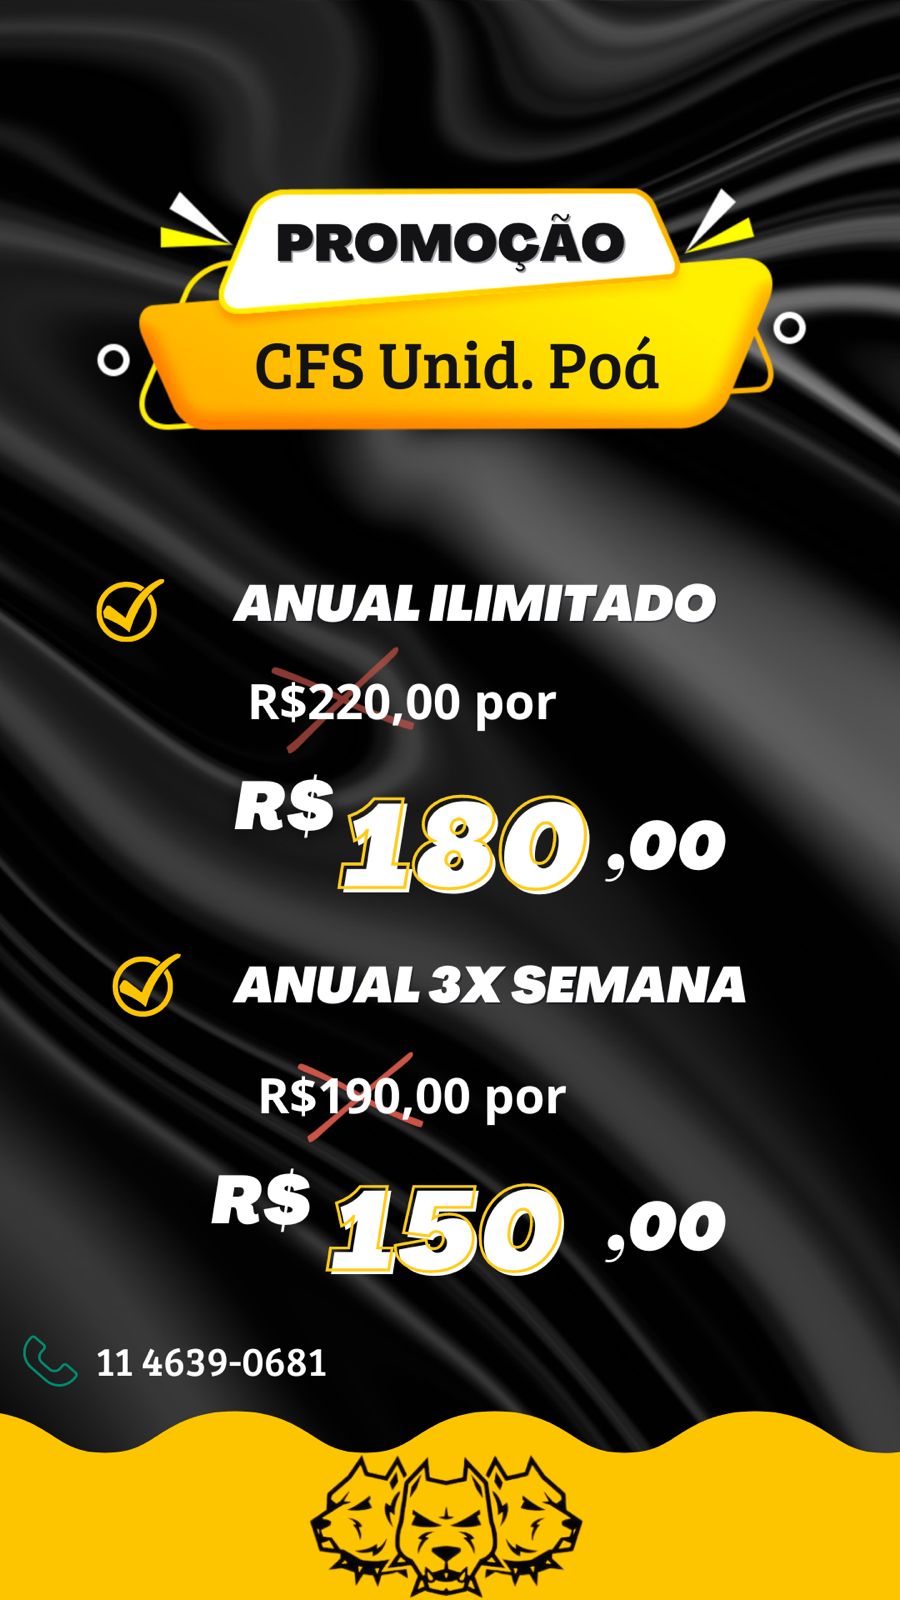 PROMOÇÃO
CFS Unid. Poá
ANUAL ILIMITADO
R$220,00 por
R$ 180 ,00
ANUAL 3X SEMANA
R$190,00 por
R$ 150 ,00
11 4639-0681